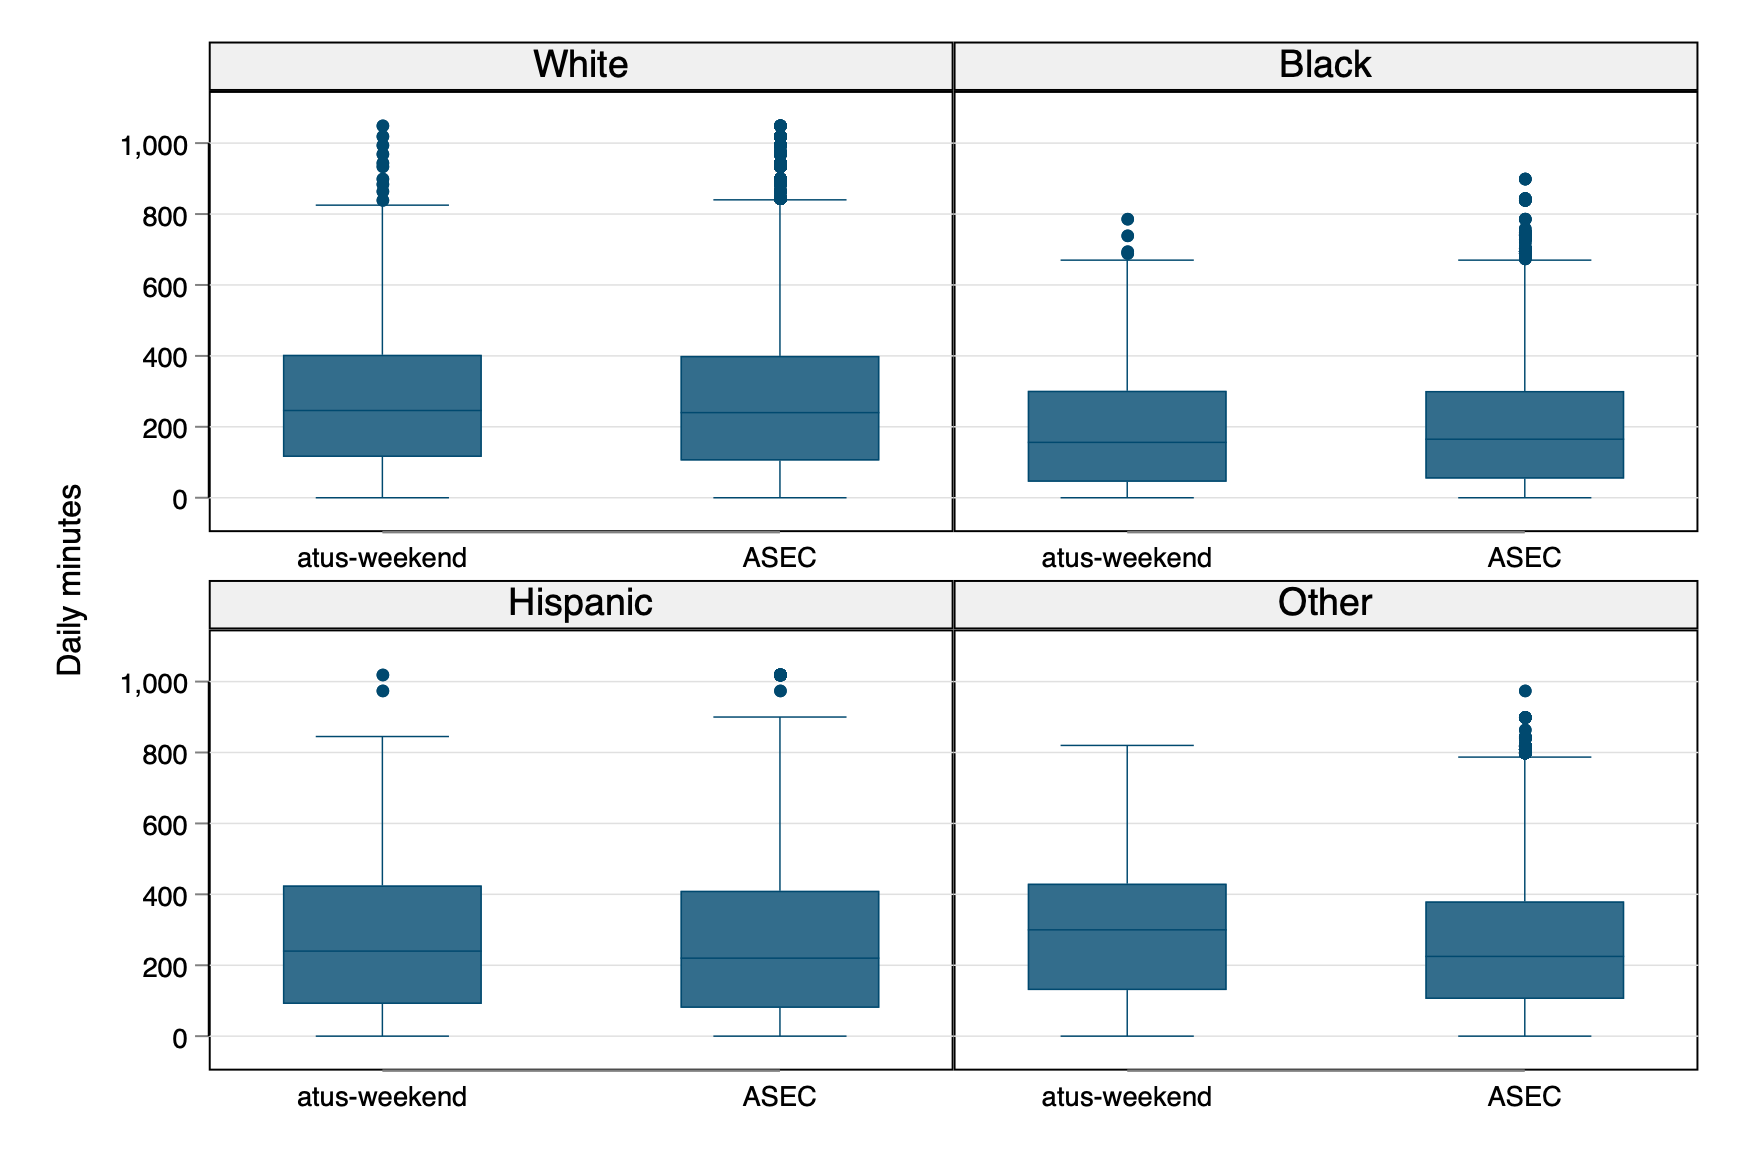 White
Black
1,000
800
600
400
200
0
atus-weekend
ASEC
atus-weekend
ASEC
Daily minutes
Hispanic
Other
1,000
800
600
400
200
0
atus-weekend
ASEC
atus-weekend
ASEC